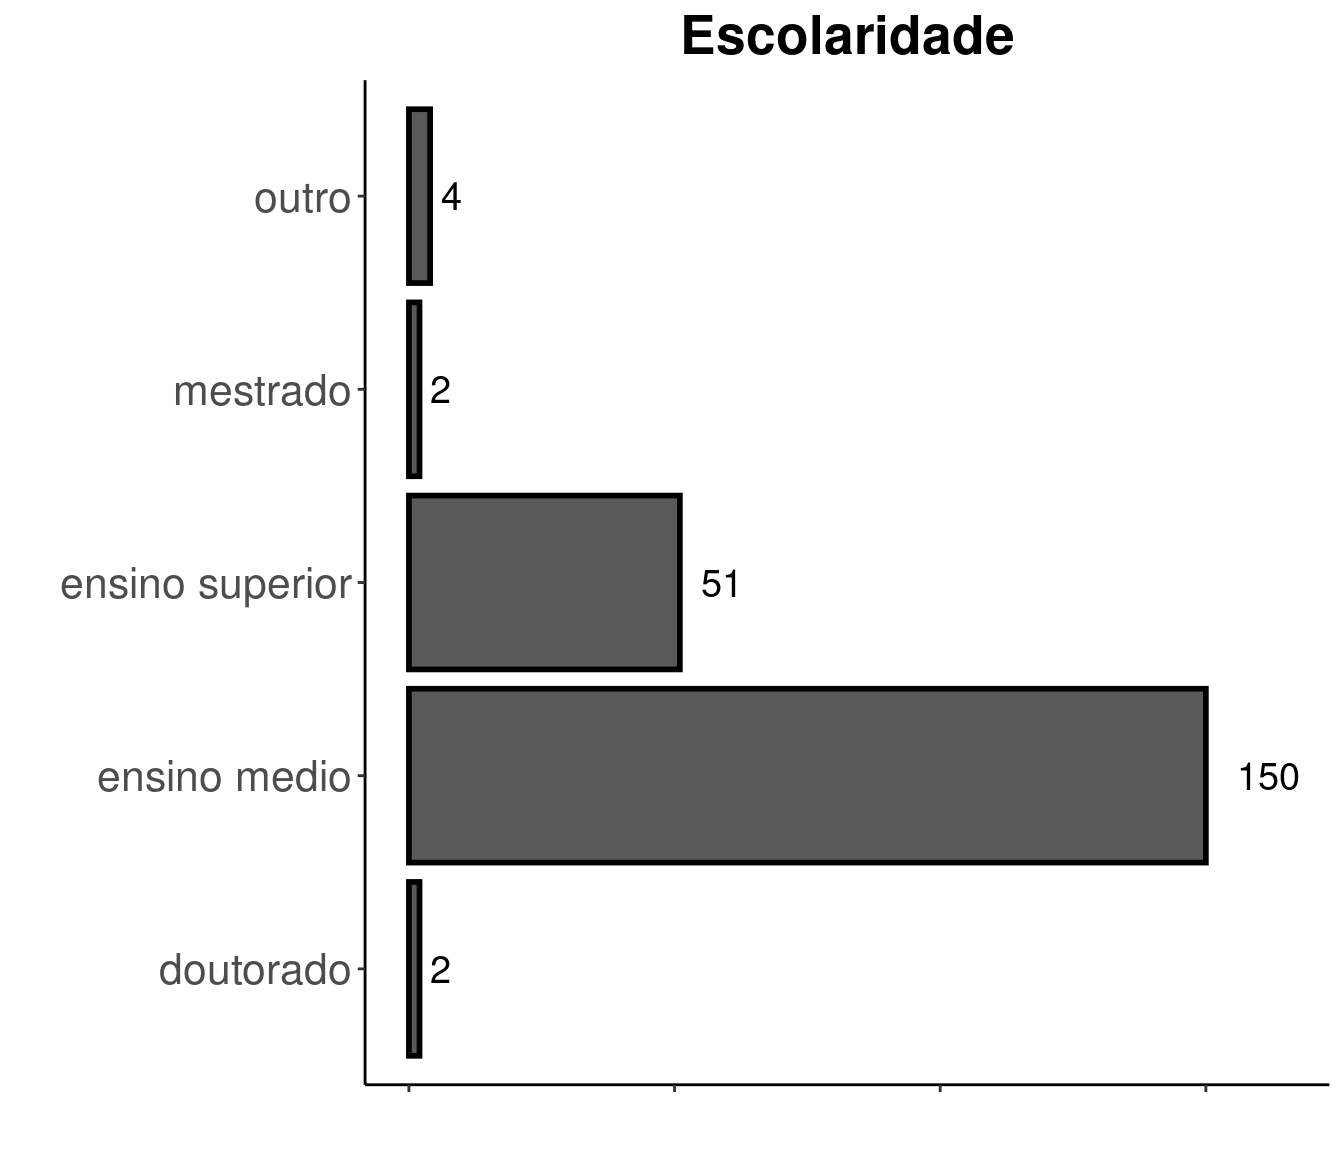 Escolaridade
outro 4
mestrado 2
ensino superior 51
ensino medio 150
doutorado 2